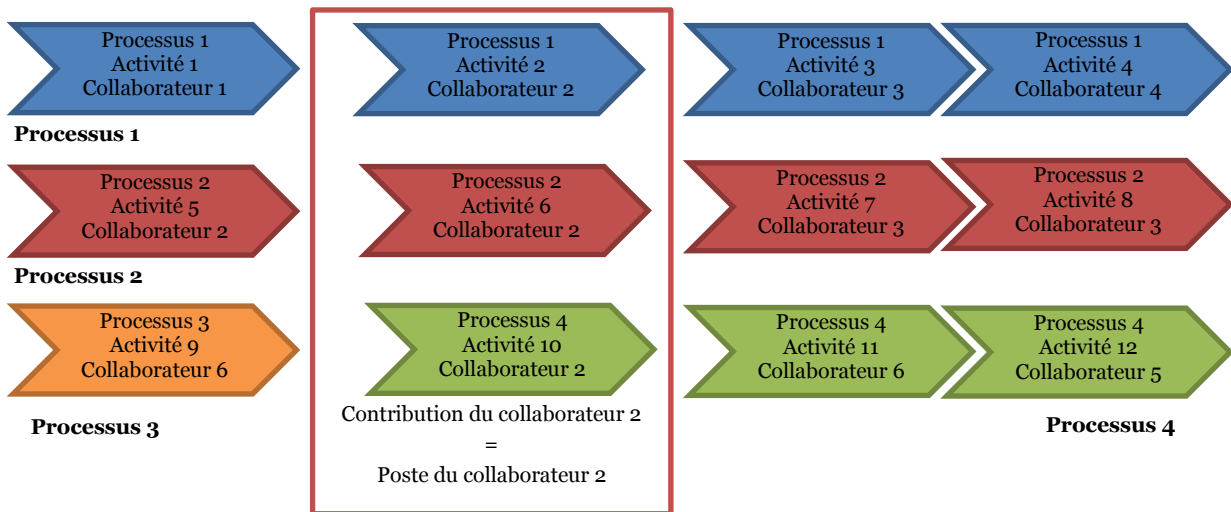 Processus 1
Activité 1
Collaborateur 1
Processus 1
Activité 2
Collaborateur 2
Processus 1
Activité 3
Collaborateur 3
Processus 1
Activité 4
Collaborateur 4
Processus 1
Processus 2
Activité 5
Collaborateur 2
Processus 2
Activité 6
Collaborateur 2
Processus 2
Activité 7
Collaborateur 3
Processus 2
Activité 8
Collaborateur 3
Processus 2
Processus 3
Activité 9
Collaborateur 6
Processus 4
Activité 10
Collaborateur 2
Processus 4
Activité 11
Collaborateur 6
Processus 4
Activité 12
Collaborateur 5
Processus 3
Contribution du collaborateur 2
=
Poste du collaborateur 2
Processus 4